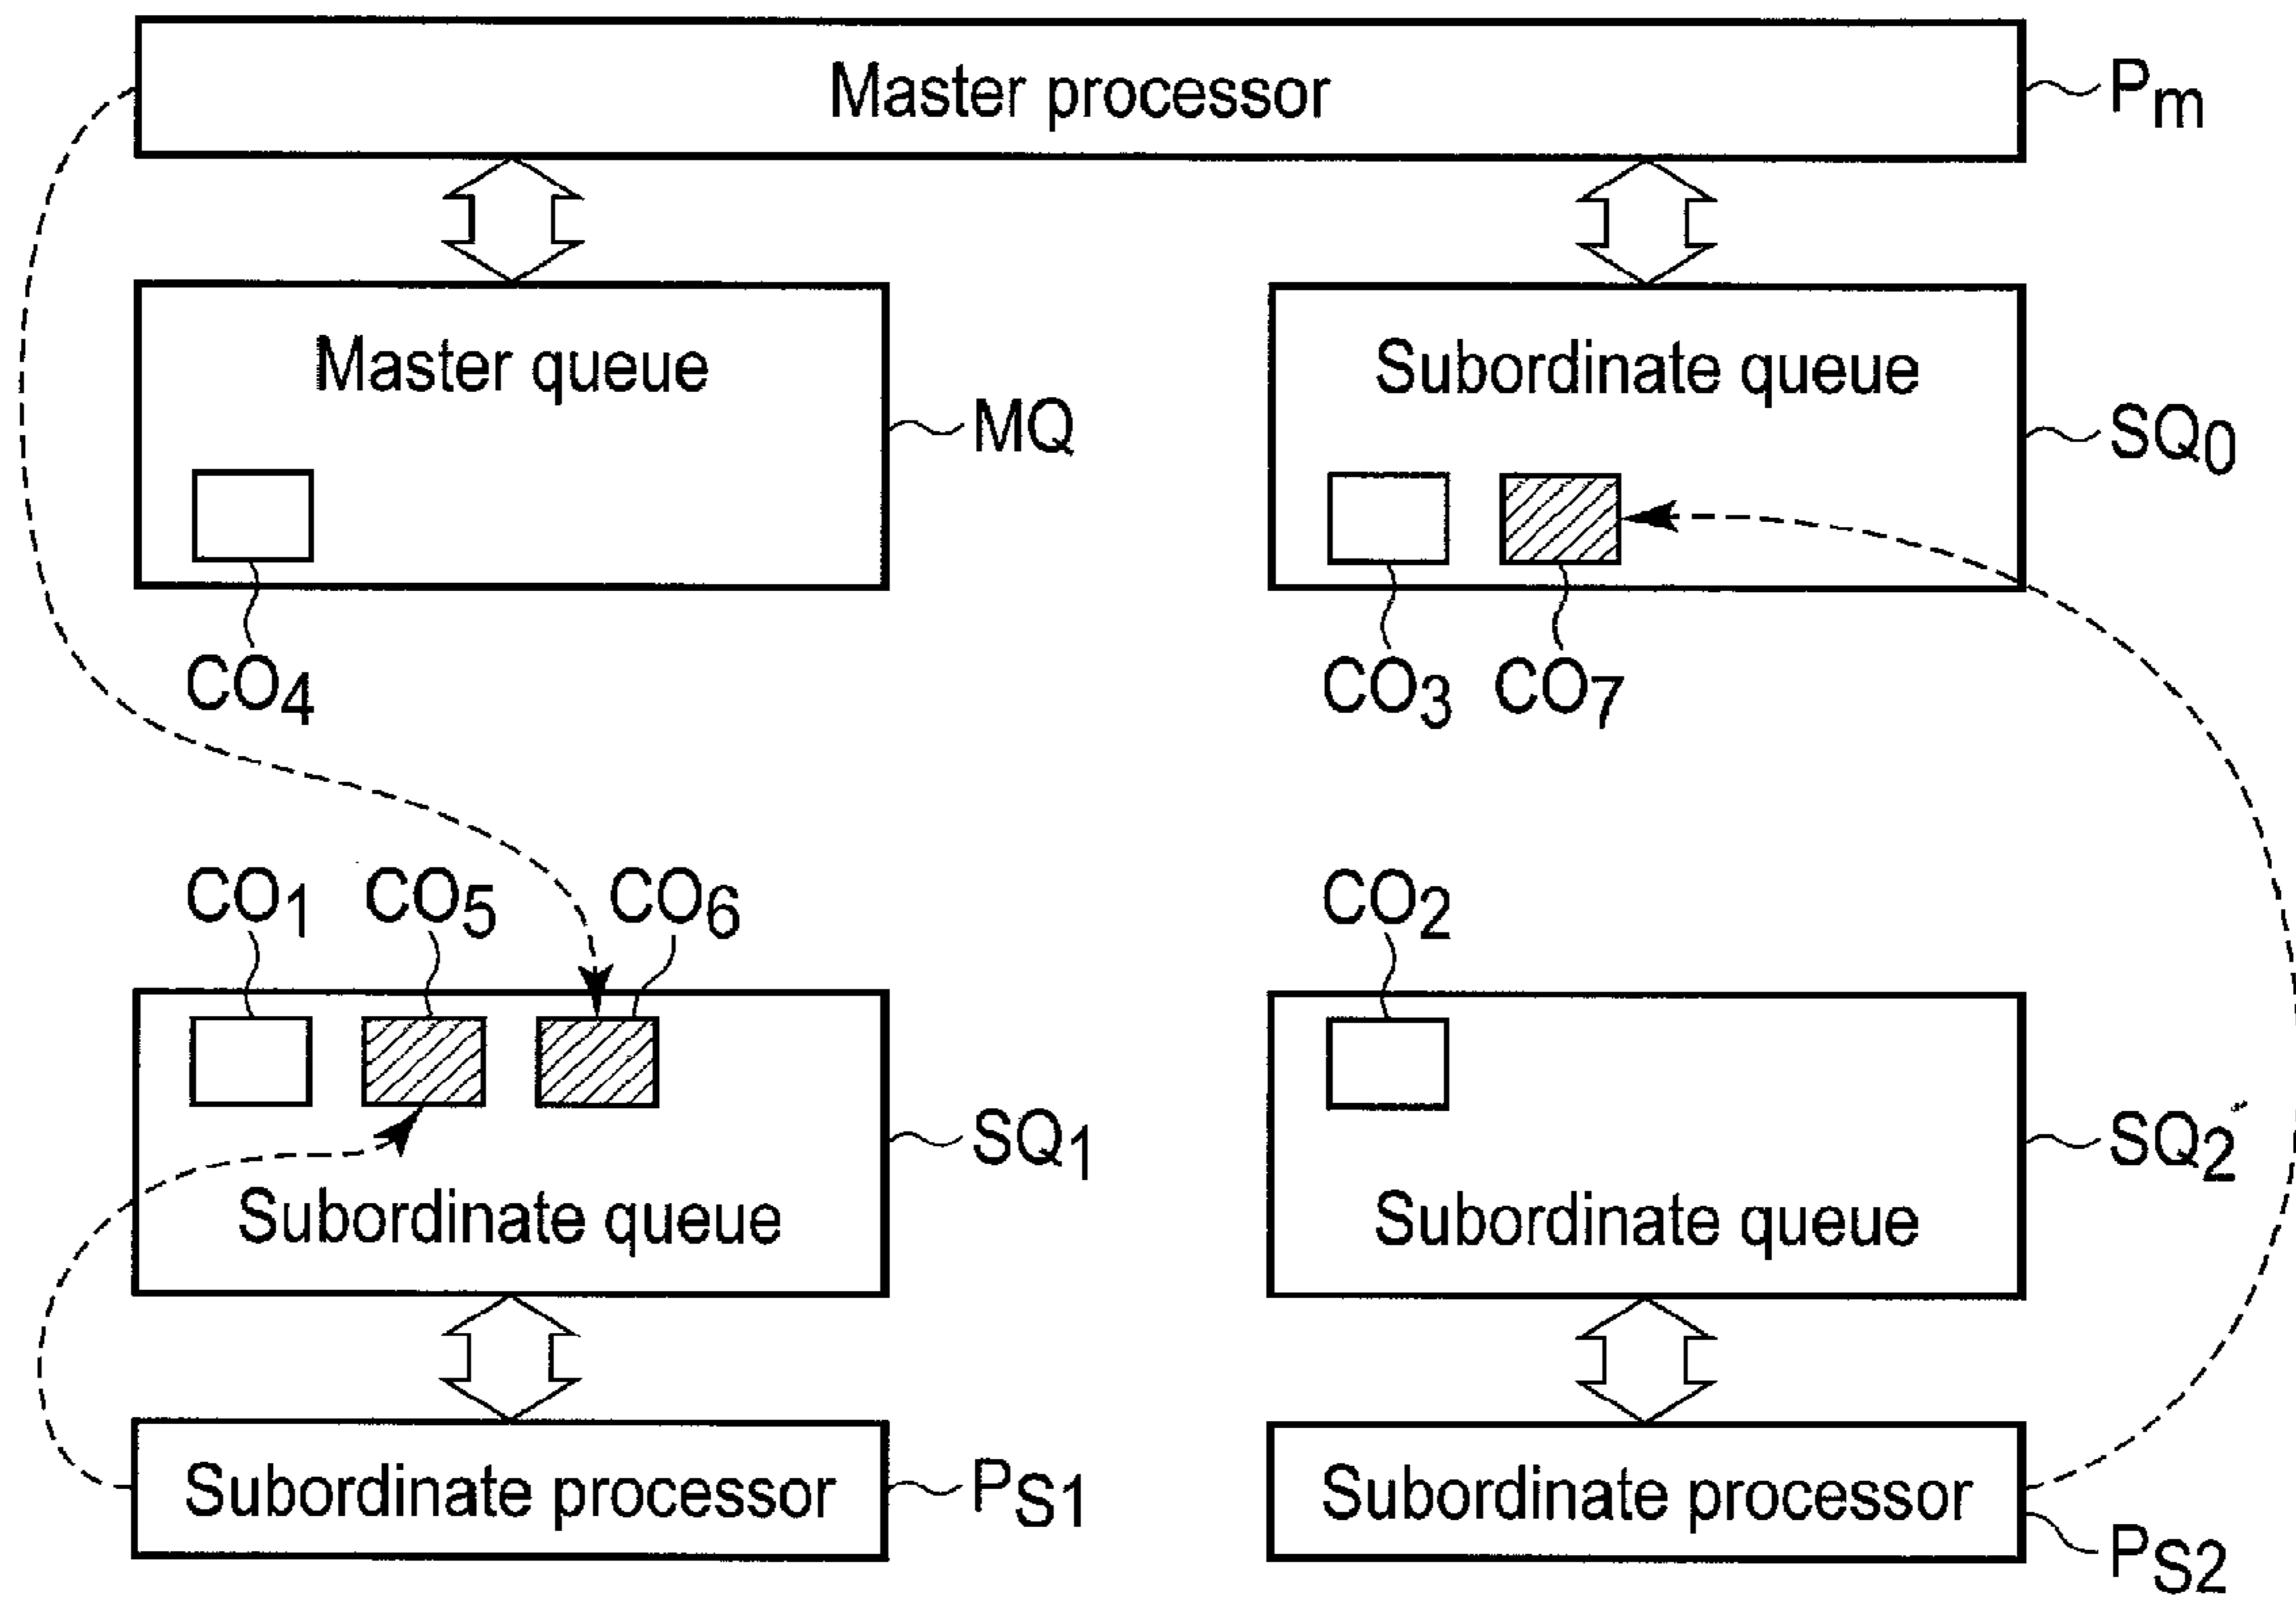 Master processor
Pm
Master queue
MQ
Subordinate queue
SQ0
CO4
CO3
CO7
CO1
CO5
CO6
CO2
SQ1
Subordinate queue
SQ2
Subordinate queue
Subordinate processor
PS1
Subordinate processor
PS2